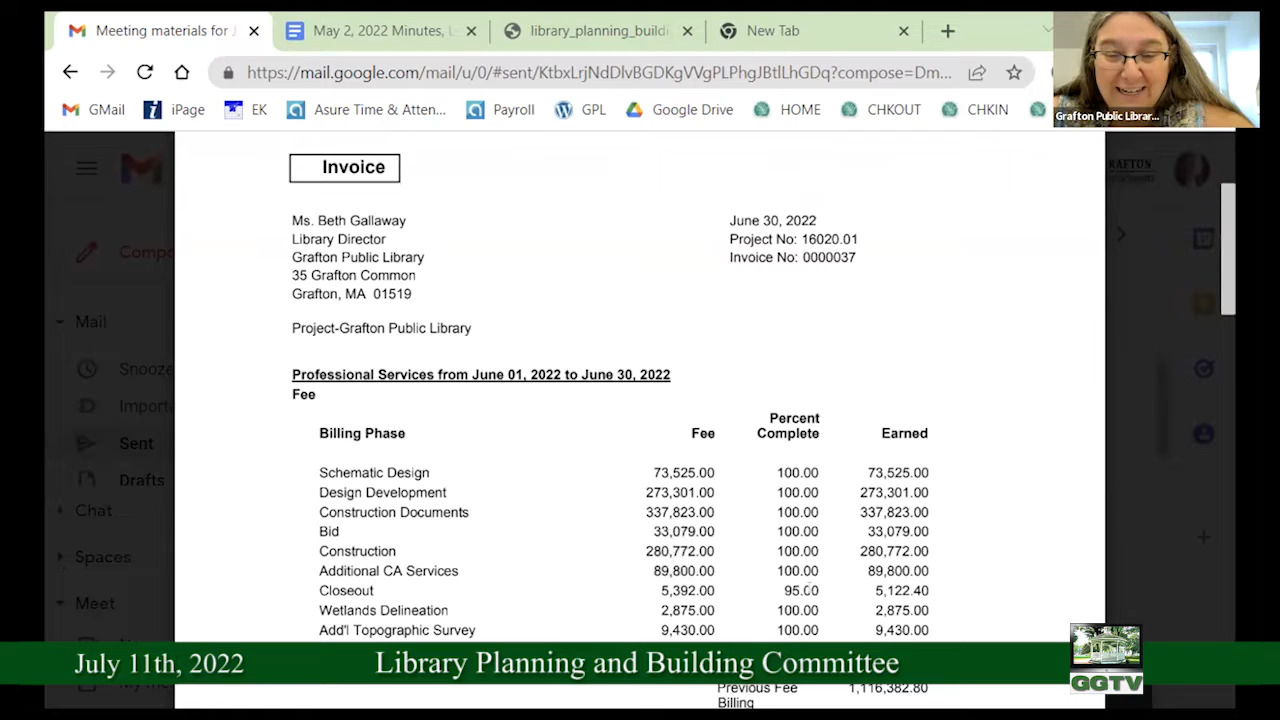 Meeting materials for J
May 2, 2022 Minutes, L
library_planning_buildi
New Tab
https://mail.google.com/mail/u/0/#sent/KtbxLrjNdDlvBGDKgVVgPLPhgJBtlLhGDq?compose=Dm...
GMail
iPage
EK
Asure Time & Atten...
Payroll
GPL
Google Drive
HOME
CHKOUT
CHKIN
Grafton Public Librar...
Invoice
Ms. Beth Gallaway
Library Director
Grafton Public Library
35 Grafton Common
Grafton, MA 01519
June 30, 2022
Project No: 16020.01
Invoice No: 0000037
Project-Grafton Public Library
Professional Services from June 01, 2022 to June 30, 2022
Fee
Billing Phase Fee Percent Complete Earned
Schematic Design 73,525.00 100.00 73,525.00
Design Development 273,301.00 100.00 273,301.00
Construction Documents 337,823.00 100.00 337,823.00
Bid 33,079.00 100.00 33,079.00
Construction 280,772.00 100.00 280,772.00
Additional CA Services 89,800.00 100.00 89,800.00
Closeout 5,392.00 95.00 5,122.40
Wetlands Delineation 2,875.00 100.00 2,875.00
Add'l Topographic Survey 9,430.00 100.00 9,430.00
Previous Fee 1,116,382.80
Billing
Compo
Mail
Snooze
Importa
Sent
Drafts
Chat
Spaces
Meet
RAFTON
July 11th, 2022
Library Planning and Building Committee
GGTV